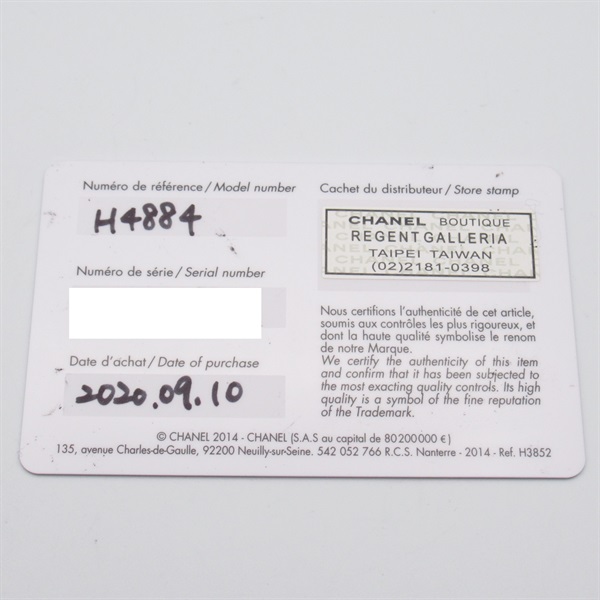 Numéro de référence / Model number
H4884
Numéro de série / Serial number
Date d'achat / Date of purchase
2020.09.10
Cachet du distributeur / Store stamp
CHANEL BOUTIQUE
REGENT GALLERIA
TAIPEI TAIWAN
(02)2181-0398
Nous certifions l'authenticité de cet article,
soumis aux contrôles les plus rigoureux, et
dont la haute qualité symbolise le renom
de notre Marque.
We certify the authenticity of this item
and confirm that it has been subjected to
the most exacting quality controls. Its high
quality is a symbol of the fine reputation
of the Trademark.
© CHANEL 2014 - CHANEL (S.A.S au capital de 80 200 000 €)
135, avenue Charles-de-Gaulle, 92200 Neuilly-sur-Seine. 542 052 766 R.C.S. Nanterre - 2014 - Ref. H3852